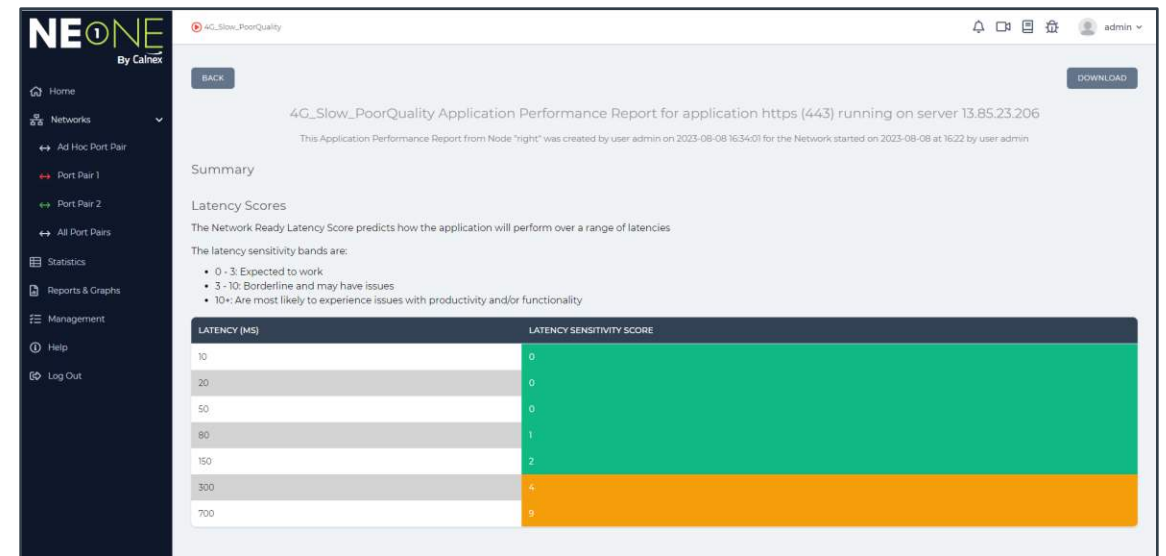 NEONE
By Calnex
Home
Networks
Ad Hoc Port Pair
Port Pair 1
Port Pair 2
All Port Pairs
Statistics
Reports & Graphs
Management
Help
Log Out
4G_Slow_PoorQuality
admin
BACK
DOWNLOAD
4G_Slow_PoorQuality Application Performance Report for application https (443) running on server 13.85.23.206
This Application Performance Report from Node "right" was created by user admin on 2023-08-08 16:34:01 for the Network started on 2023-08-08 at 16:22 by user admin
Summary
Latency Scores
The Network Ready Latency Score predicts how the application will perform over a range of latencies
The latency sensitivity bands are:
• 0 - 3: Expected to work
• 3 - 10: Borderline and may have issues
• 10+: Are most likely to experience issues with productivity and/or functionality
LATENCY (MS) LATENCY SENSITIVITY SCORE
10 0
20 0
50 0
80 1
150 2
300 4
700 9